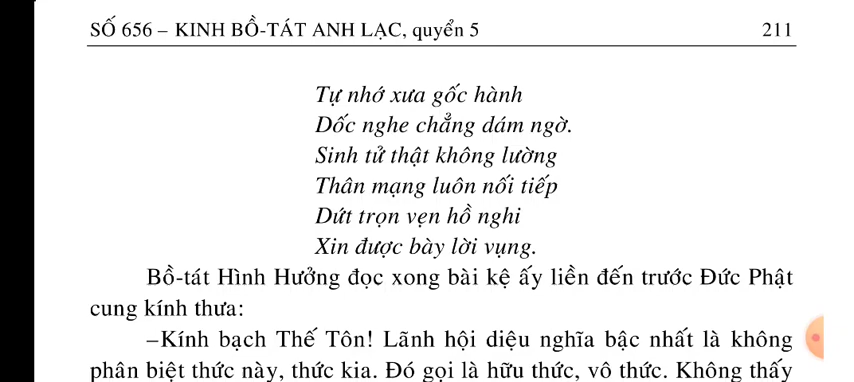 SỐ 656 – KINH BỒ-TÁT ANH LẠC, quyển 5 211
Tự nhớ xưa gốc hành
Dốc nghe chẳng dám ngờ.
Sinh tử thật không lường
Thân mạng luôn nối tiếp
Dứt trọn vẹn hồ nghi
Xin được bày lời vụng.
Bồ-tát Hình Hưởng đọc xong bài kệ ấy liền đến trước Đức Phật
cung kính thưa:
–Kính bạch Thế Tôn! Lãnh hội diệu nghĩa bậc nhất là không
phân biệt thức này, thức kia. Đó gọi là hữu thức, vô thức. Không thấy